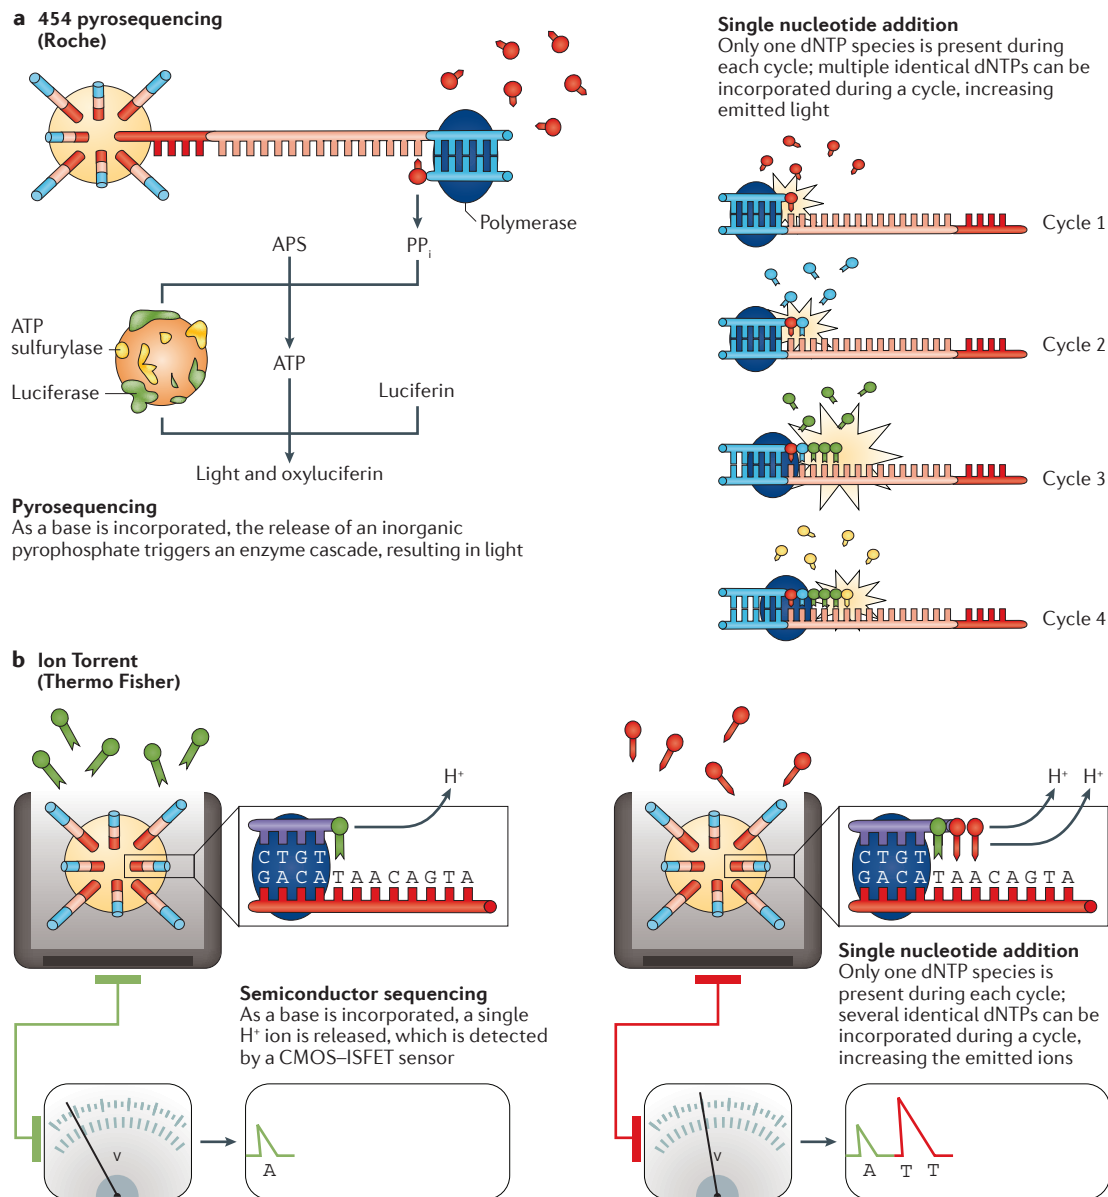 a 454 pyrosequencing
(Roche)
Polymerase
APS
PPi
ATP
sulfurylase
Luciferase
ATP
Luciferin
Light and oxyluciferin
Pyrosequencing
As a base is incorporated, the release of an inorganic
pyrophosphate triggers an enzyme cascade, resulting in light
Single nucleotide addition
Only one dNTP species is present during
each cycle; multiple identical dNTPs can be
incorporated during a cycle, increasing
emitted light
Cycle 1
Cycle 2
Cycle 3
Cycle 4
b Ion Torrent
(Thermo Fisher)
H+
CTGT
GACATAACAGTA
Semiconductor sequencing
As a base is incorporated, a single
H+ ion is released, which is detected
by a CMOS–ISFET sensor
V
A
H+ H+
CTGT
GACATAACAGTA
Single nucleotide addition
Only one dNTP species is
present during each cycle;
several identical dNTPs can be
incorporated during a cycle,
increasing the emitted ions
V
A T T